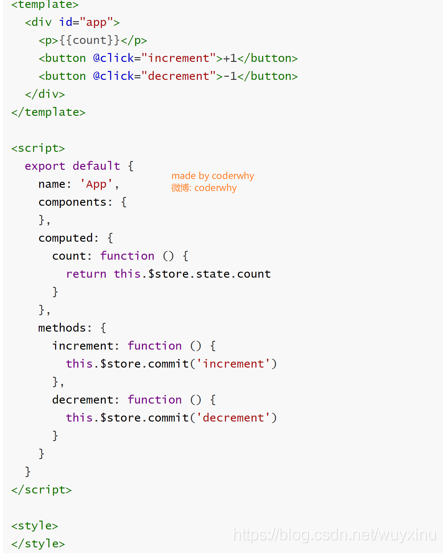 <template>
  <div id="app">
    <p>{{count}}</p>
    <button @click="increment">+1</button>
    <button @click="decrement">-1</button>
  </div>
</template>

<script>
  export default {
    name: 'App',
made by coderwhy
微博: coderwhy
    components: {
    },
    computed: {
      count: function () {
        return this.$store.state.count
      }
    },
    methods: {
      increment: function () {
        this.$store.commit('increment')
      },
      decrement: function () {
        this.$store.commit('decrement')
      }
    }
  }
</script>

<style>
https://blog.csdn.net/wuyxinu
</style>